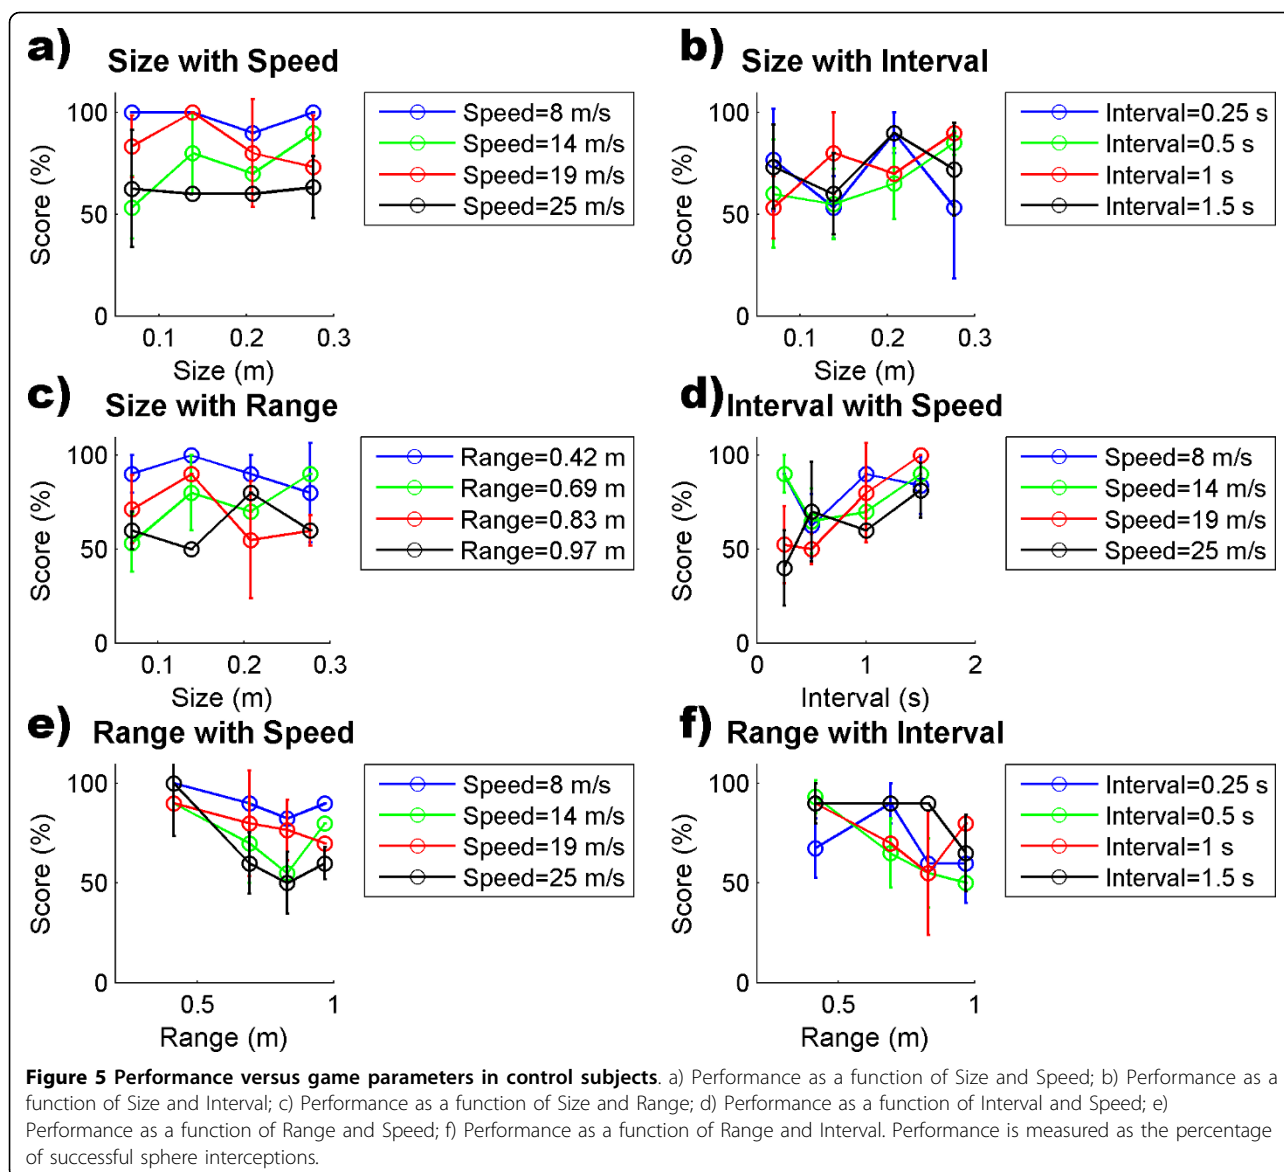 a)
Size with Speed
100
50
0
Score (%)
0.1 0.2 0.3
Size (m)
Speed=8 m/s
Speed=14 m/s
Speed=19 m/s
Speed=25 m/s
b)
Size with Interval
100
50
0
Score (%)
0.1 0.2 0.3
Size (m)
Interval=0.25 s
Interval=0.5 s
Interval=1 s
Interval=1.5 s
c)
Size with Range
100
50
0
Score (%)
0.1 0.2 0.3
Size (m)
Range=0.42 m
Range=0.69 m
Range=0.83 m
Range=0.97 m
d)
Interval with Speed
100
50
0
Score (%)
0 1 2
Interval (s)
Speed=8 m/s
Speed=14 m/s
Speed=19 m/s
Speed=25 m/s
e)
Range with Speed
100
50
0
Score (%)
0.5 1
Range (m)
Speed=8 m/s
Speed=14 m/s
Speed=19 m/s
Speed=25 m/s
f)
Range with Interval
100
50
0
Score (%)
0.5 1
Range (m)
Interval=0.25 s
Interval=0.5 s
Interval=1 s
Interval=1.5 s
Figure 5 Performance versus game parameters in control subjects. a) Performance as a function of Size and Speed; b) Performance as a
function of Size and Interval; c) Performance as a function of Size and Range; d) Performance as a function of Interval and Speed; e)
Performance as a function of Range and Speed; f) Performance as a function of Range and Interval. Performance is measured as the percentage
of successful sphere interceptions.